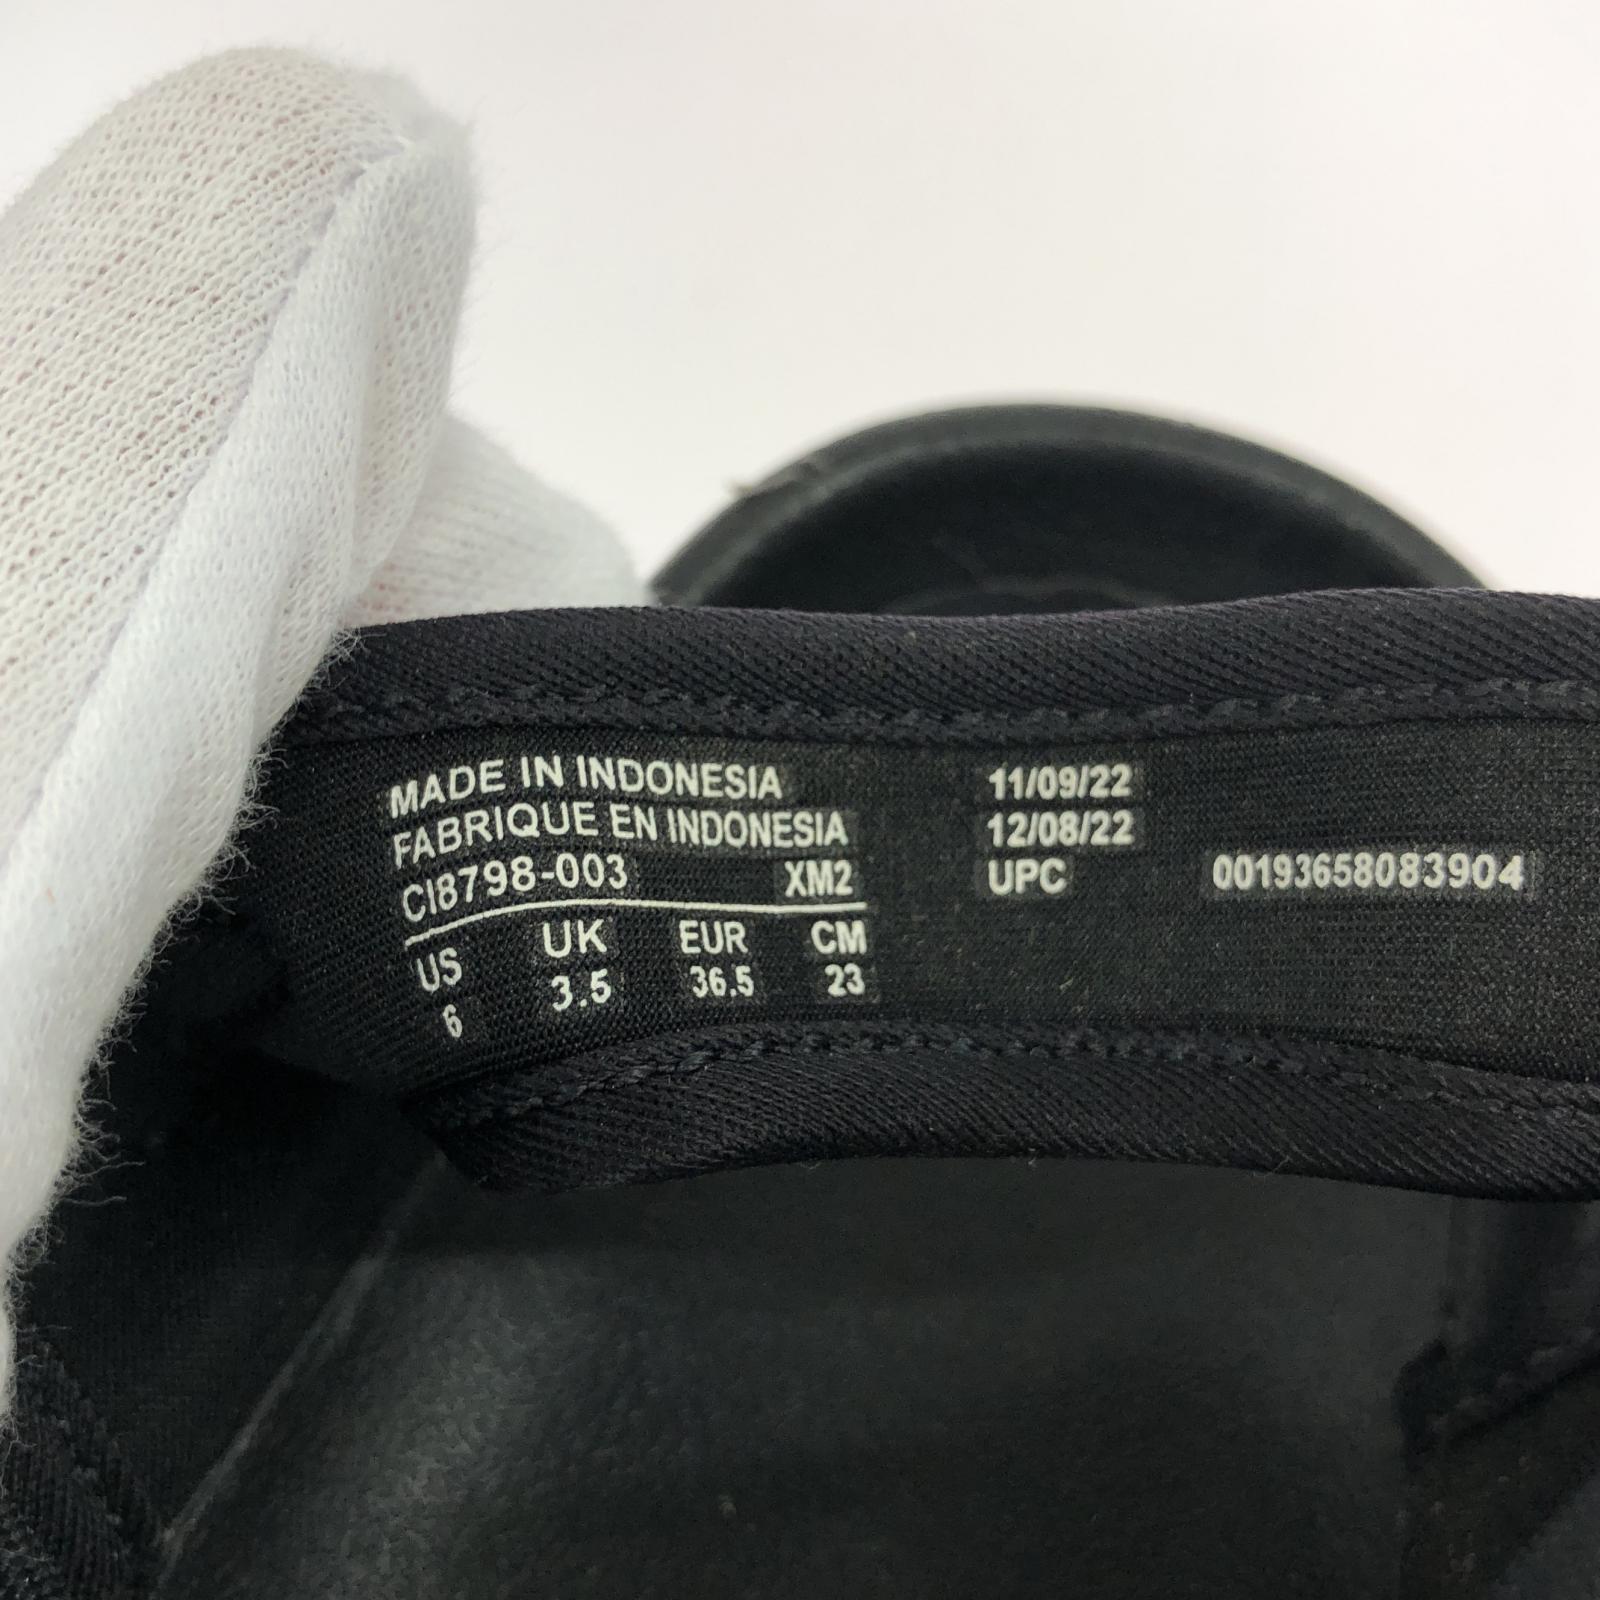 MADE IN INDONESIA
FABRIQUE EN INDONESIA
CI8798-003 XM2
US UK EUR CM
6 3.5 36.5 23
11/09/22
12/08/22
UPC 00193658083904